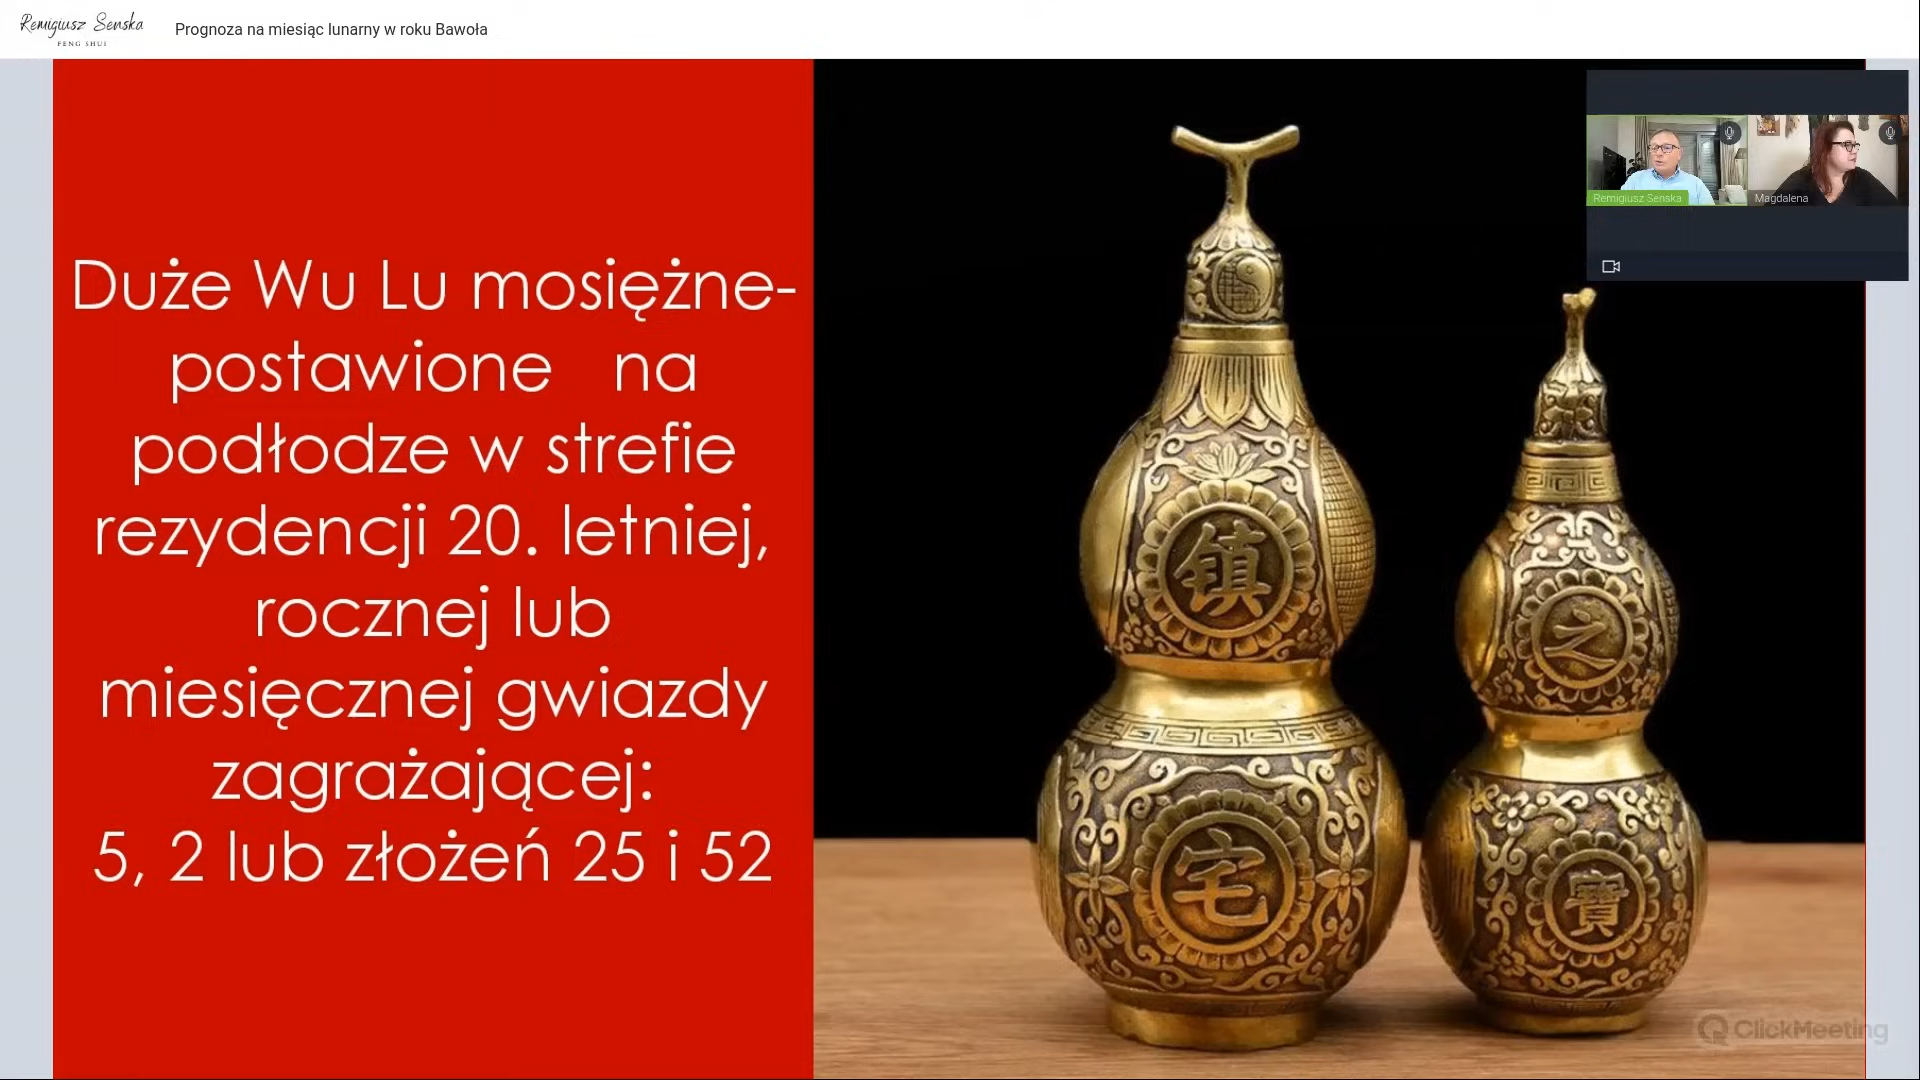 Remigiusz Senska
FENG SHUI
Prognoza na miesiąc lunarny w roku Bawoła
Duże Wu Lu mosiężne-
postawione na
podłodze w strefie
rezydencji 20. letniej,
rocznej lub
miesięcznej gwiazdy
zagrażającej:
5, 2 lub złożeń 25 i 52
Remigiusz Senska
Magdalena
镇
宅
之
寶
ClickMeeting